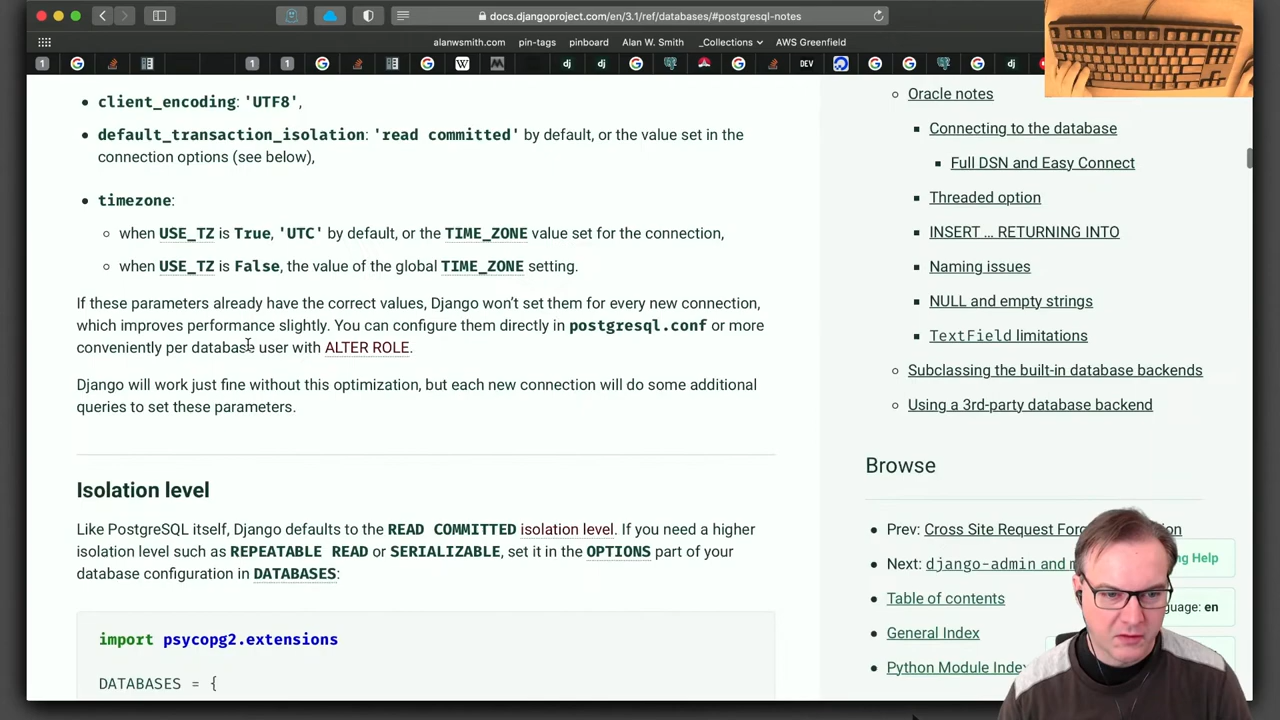 docs.djangoproject.com/en/3.1/ref/databases/#postgresql-notes
alanwsmith.com pin-tags pinboard Alan W. Smith _Collections AWS Greenfield
1 1 1 DEV dj dj dj
client_encoding: 'UTF8',
default_transaction_isolation: 'read committed' by default, or the value set in the
connection options (see below),
timezone:
when USE_TZ is True, 'UTC' by default, or the TIME_ZONE value set for the connection,
when USE_TZ is False, the value of the global TIME_ZONE setting.
If these parameters already have the correct values, Django won't set them for every new connection,
which improves performance slightly. You can configure them directly in postgresql.conf or more
conveniently per database user with ALTER ROLE.
Django will work just fine without this optimization, but each new connection will do some additional
queries to set these parameters.
Isolation level
Like PostgreSQL itself, Django defaults to the READ COMMITTED isolation level. If you need a higher
isolation level such as REPEATABLE READ or SERIALIZABLE, set it in the OPTIONS part of your
database configuration in DATABASES:
import psycopg2.extensions
DATABASES = {
Oracle notes
Connecting to the database
Full DSN and Easy Connect
Threaded option
INSERT … RETURNING INTO
Naming issues
NULL and empty strings
TextField limitations
Subclassing the built-in database backends
Using a 3rd-party database backend
Browse
Prev: Cross Site Request For
Next: django-admin and
Table of contents
General Index
Python Module Index
Help
en